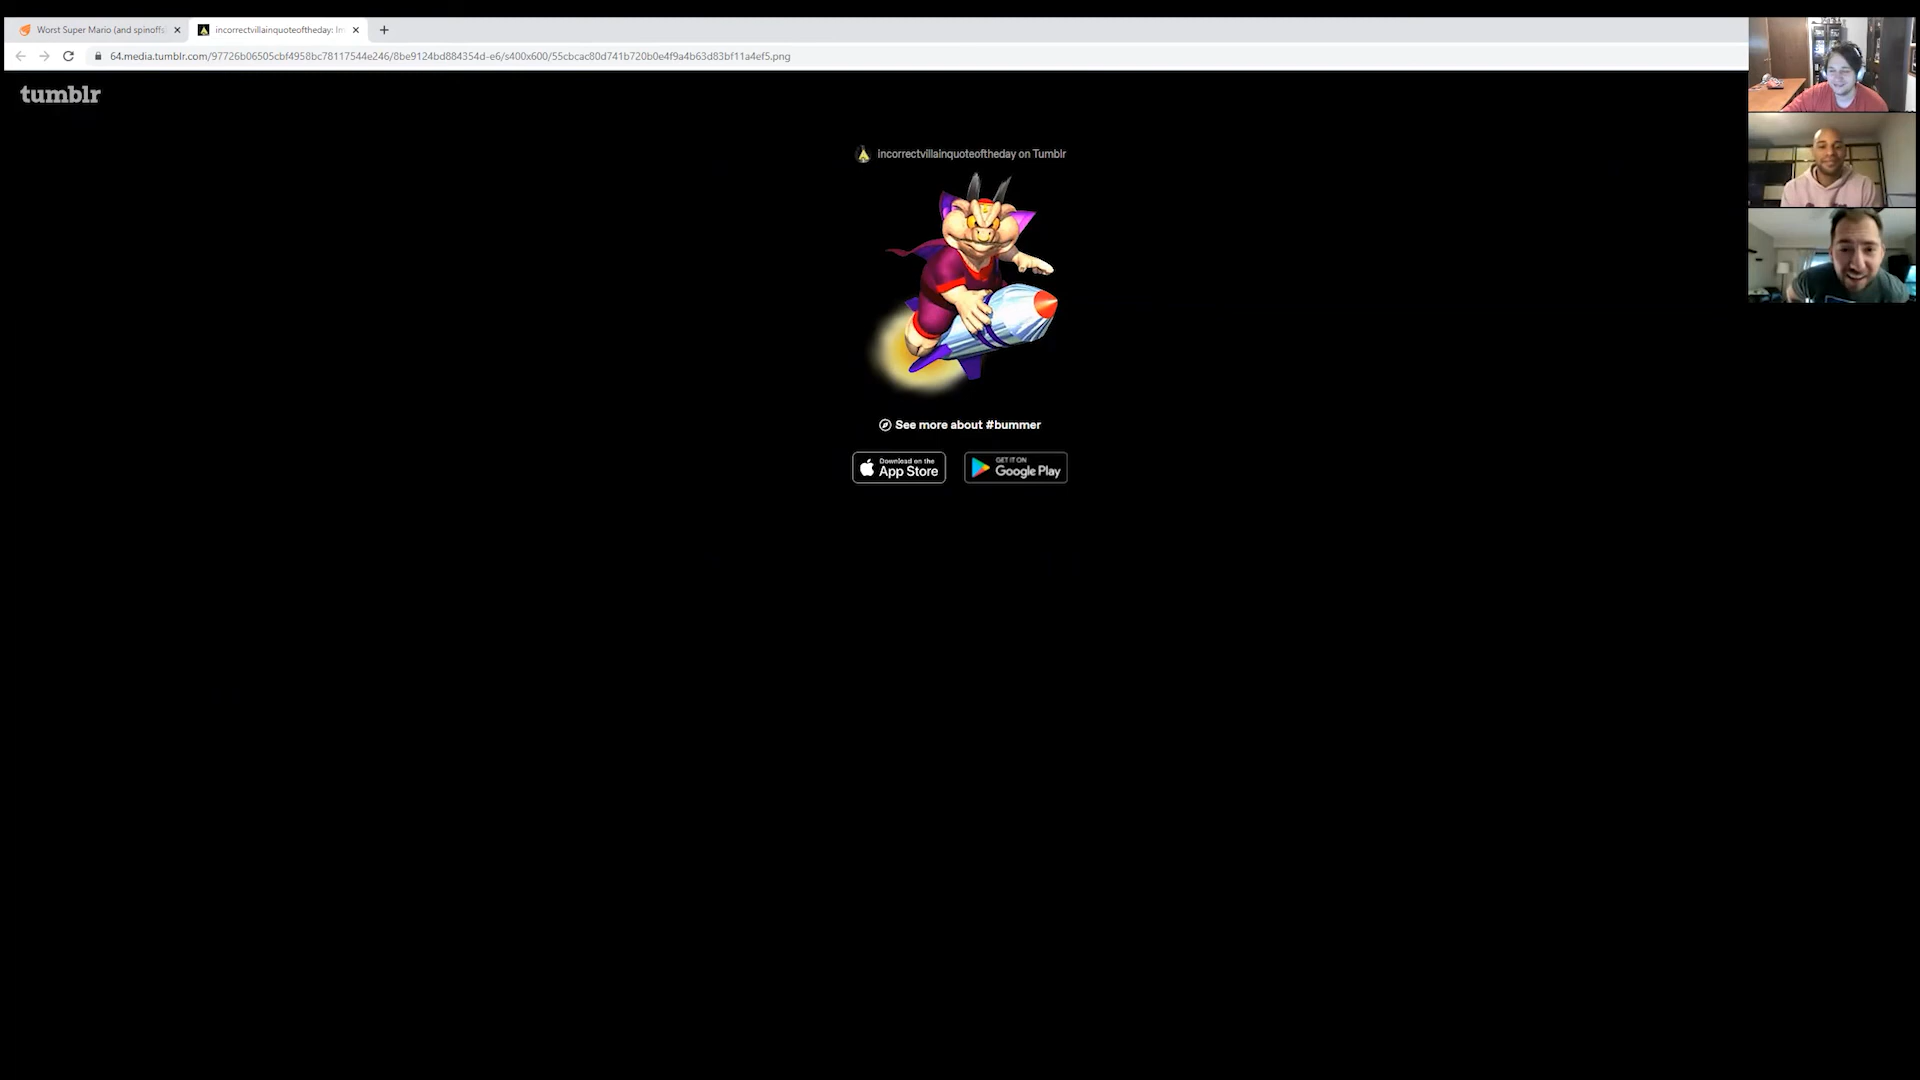 Worst Super Mario (and spinoffs
incorrectvillainquoteoftheday: Im
64.media.tumblr.com/97726b06505cbf4958bc78117544e246/8be9124bd884354d-e6/s400x600/55cbcac80d741b720b0e4f9a4b63d83bf11a4ef5.png
tumblr
incorrectvillainquoteoftheday on Tumblr
See more about #bummer
Download on the
App Store
GET IT ON
Google Play